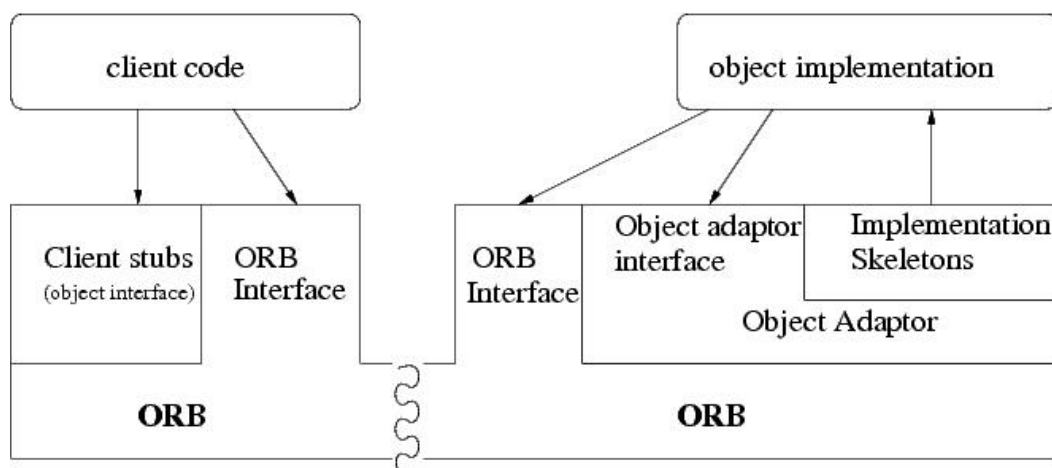 client code
object implementation
Client stubs
(object interface)
ORB
Interface
ORB
Interface
Object adaptor
interface
Implementation
Skeletons
Object Adaptor
ORB
ORB